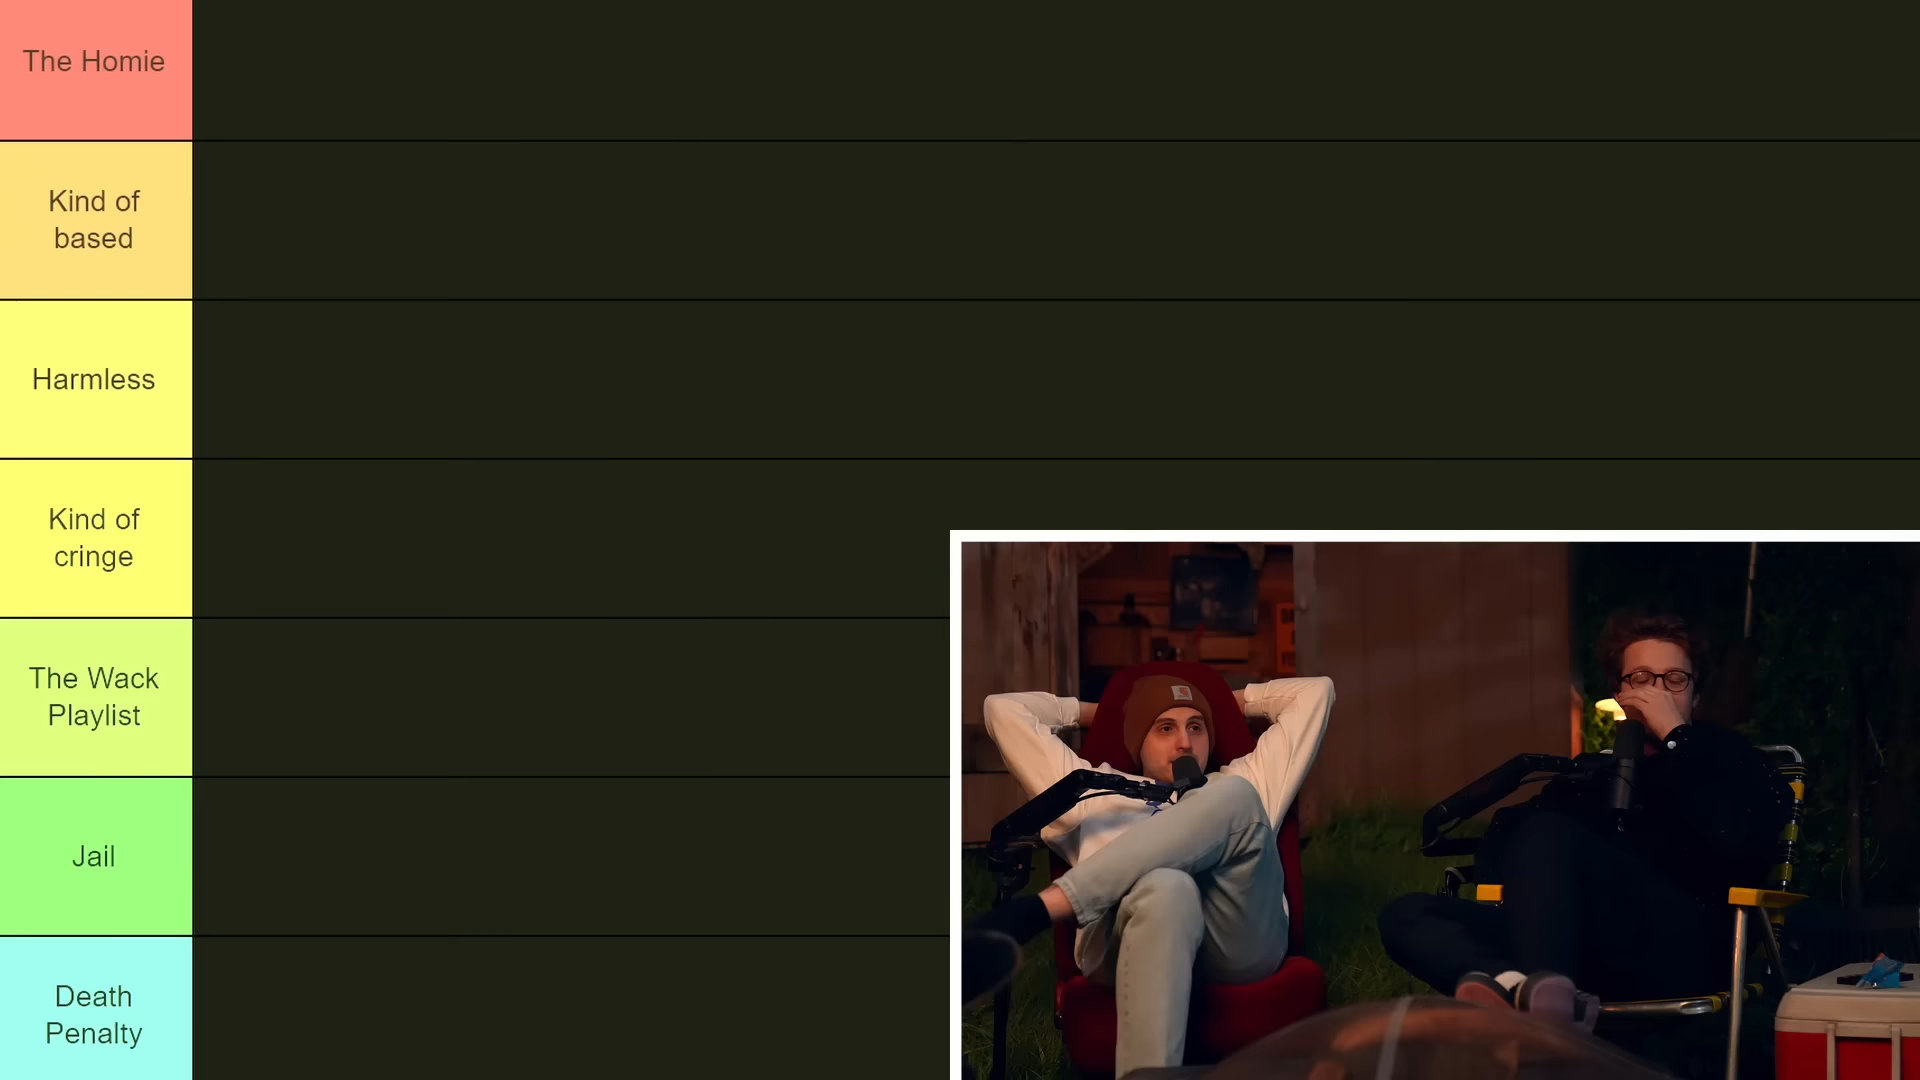 The Homie
Kind of
based
Harmless
Kind of
cringe
The Wack
Playlist
Jail
Death
Penalty